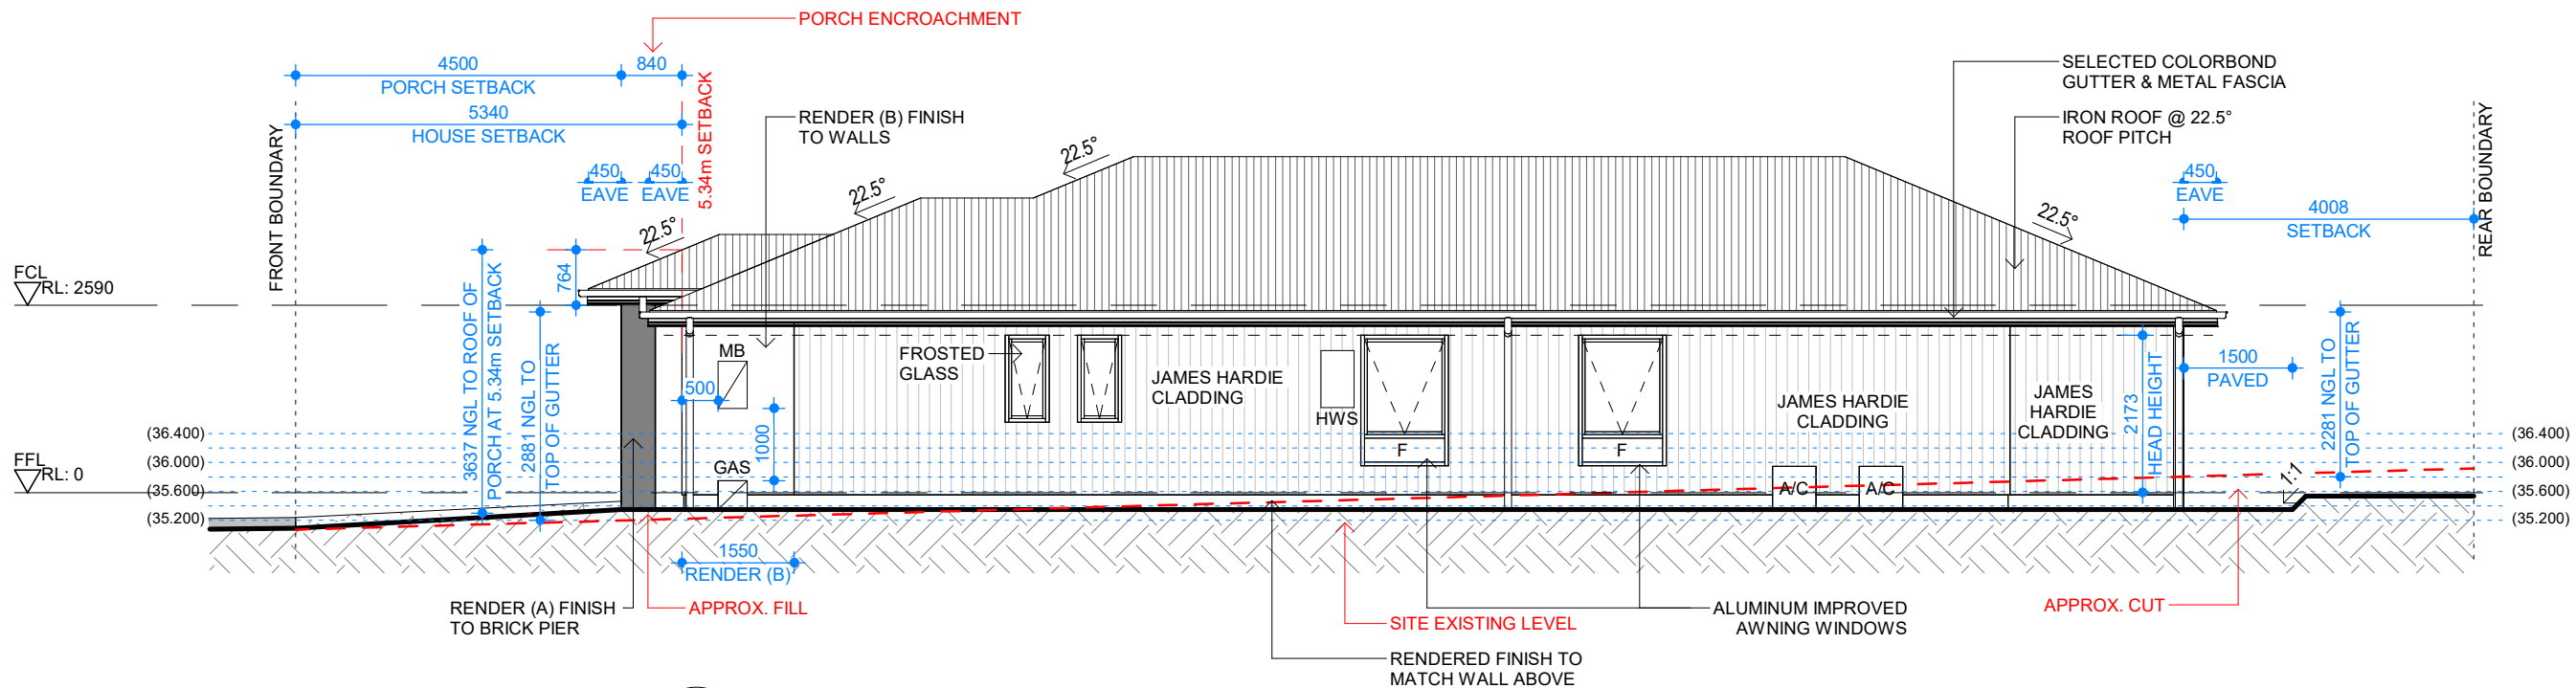 PORCH ENCROACHMENT
4500
840
PORCH SETBACK
5340
HOUSE SETBACK
FRONT BOUNDARY
450
EAVE
450
EAVE
5.34m SETBACK
RENDER (B) FINISH
TO WALLS
22.5°
22.5°
22.5°
22.5°
SELECTED COLORBOND
GUTTER & METAL FASCIA
IRON ROOF @ 22.5°
ROOF PITCH
450
EAVE
4008
SETBACK
REAR BOUNDARY
FCL
RL: 2590
764
3637 NGL TO ROOF OF
PORCH AT 5.34m SETBACK
2881 NGL TO
TOP OF GUTTER
MB
500
1000
GAS
FROSTED
GLASS
JAMES HARDIE
CLADDING
HWS
F
F
JAMES HARDIE
CLADDING
JAMES
HARDIE
CLADDING
A/C
A/C
2173
HEAD HEIGHT
1500
PAVED
2281 NGL TO
TOP OF GUTTER
1:1
(36.400)
(36.000)
(35.600)
(35.200)
FFL
RL: 0
(36.400)
(36.000)
(35.600)
(35.200)
1550
RENDER (B)
RENDER (A) FINISH
TO BRICK PIER
APPROX. FILL
SITE EXISTING LEVEL
RENDERED FINISH TO
MATCH WALL ABOVE
ALUMINUM IMPROVED
AWNING WINDOWS
APPROX. CUT